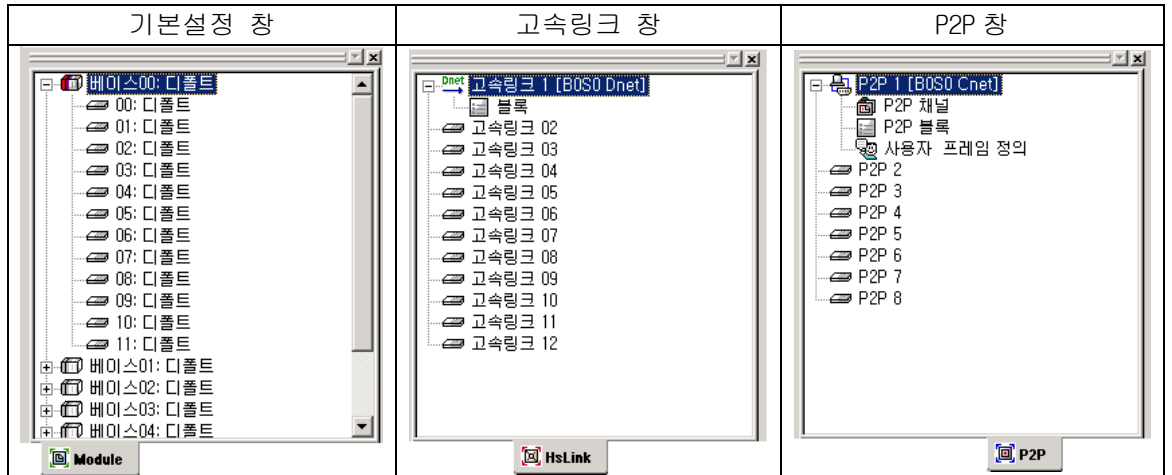 기본설정 창
고속링크 창
P2P 창
베이스00: 디폴트
00: 디폴트
01: 디폴트
02: 디폴트
03: 디폴트
04: 디폴트
05: 디폴트
06: 디폴트
07: 디폴트
08: 디폴트
09: 디폴트
10: 디폴트
11: 디폴트
베이스01: 디폴트
베이스02: 디폴트
베이스03: 디폴트
베이스04: 디폴트
Module
Dnet
고속링크 1 [B0S0 Dnet]
블록
고속링크 02
고속링크 03
고속링크 04
고속링크 05
고속링크 06
고속링크 07
고속링크 08
고속링크 09
고속링크 10
고속링크 11
고속링크 12
HsLink
P2P 1 [B0S0 Cnet]
P2P 채널
P2P 블록
사용자 프레임 정의
P2P 2
P2P 3
P2P 4
P2P 5
P2P 6
P2P 7
P2P 8
P2P